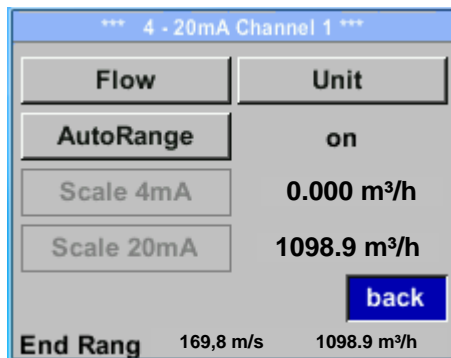 *** 4 - 20mA Channel 1 ***
Flow Unit
AutoRange on
Scale 4mA 0.000 m³/h
Scale 20mA 1098.9 m³/h
back
End Rang 169,8 m/s 1098.9 m³/h